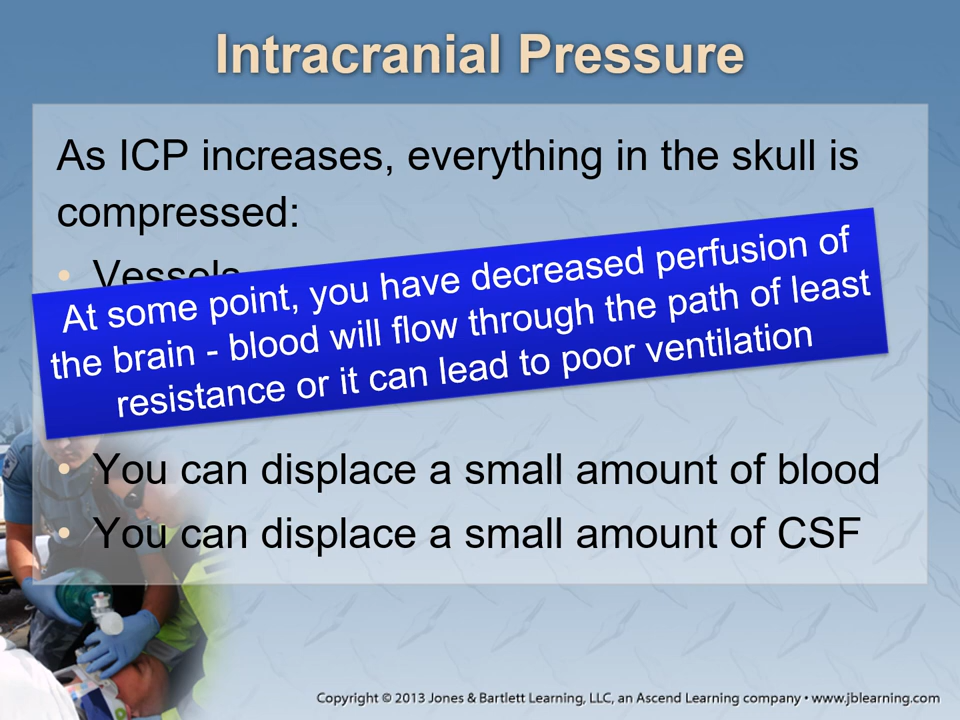 Intracranial Pressure
As ICP increases, everything in the skull is
compressed:
• Vessels
At some point, you have decreased perfusion of
the brain - blood will flow through the path of least
resistance or it can lead to poor ventilation
• You can displace a small amount of blood
• You can displace a small amount of CSF
Copyright © 2013 Jones & Bartlett Learning, LLC, an Ascend Learning company • www.jblearning.com